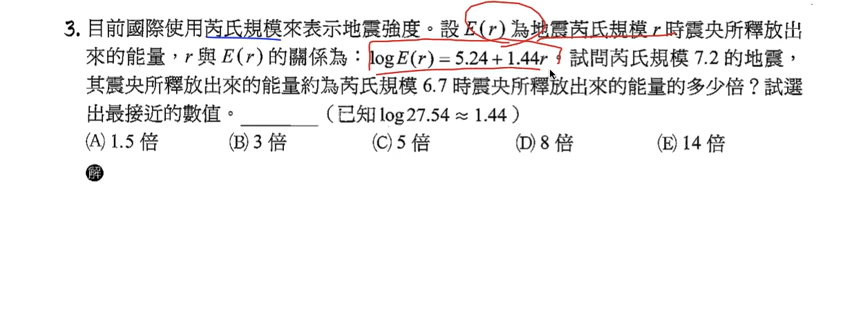 3. 目前國際使用芮氏規模來表示地震強度。設 E(r) 為地震芮氏規模 r 時震央所釋放出
來的能量，r 與 E(r) 的關係為：log E(r) = 5.24 + 1.44r。試問芮氏規模 7.2 的地震，
其震央所釋放出來的能量約為芮氏規模 6.7 時震央所釋放出來的能量的多少倍？試選
出最接近的數值。________（已知 log 27.54 ≈ 1.44）
(A) 1.5 倍 (B) 3 倍 (C) 5 倍 (D) 8 倍 (E) 14 倍
解